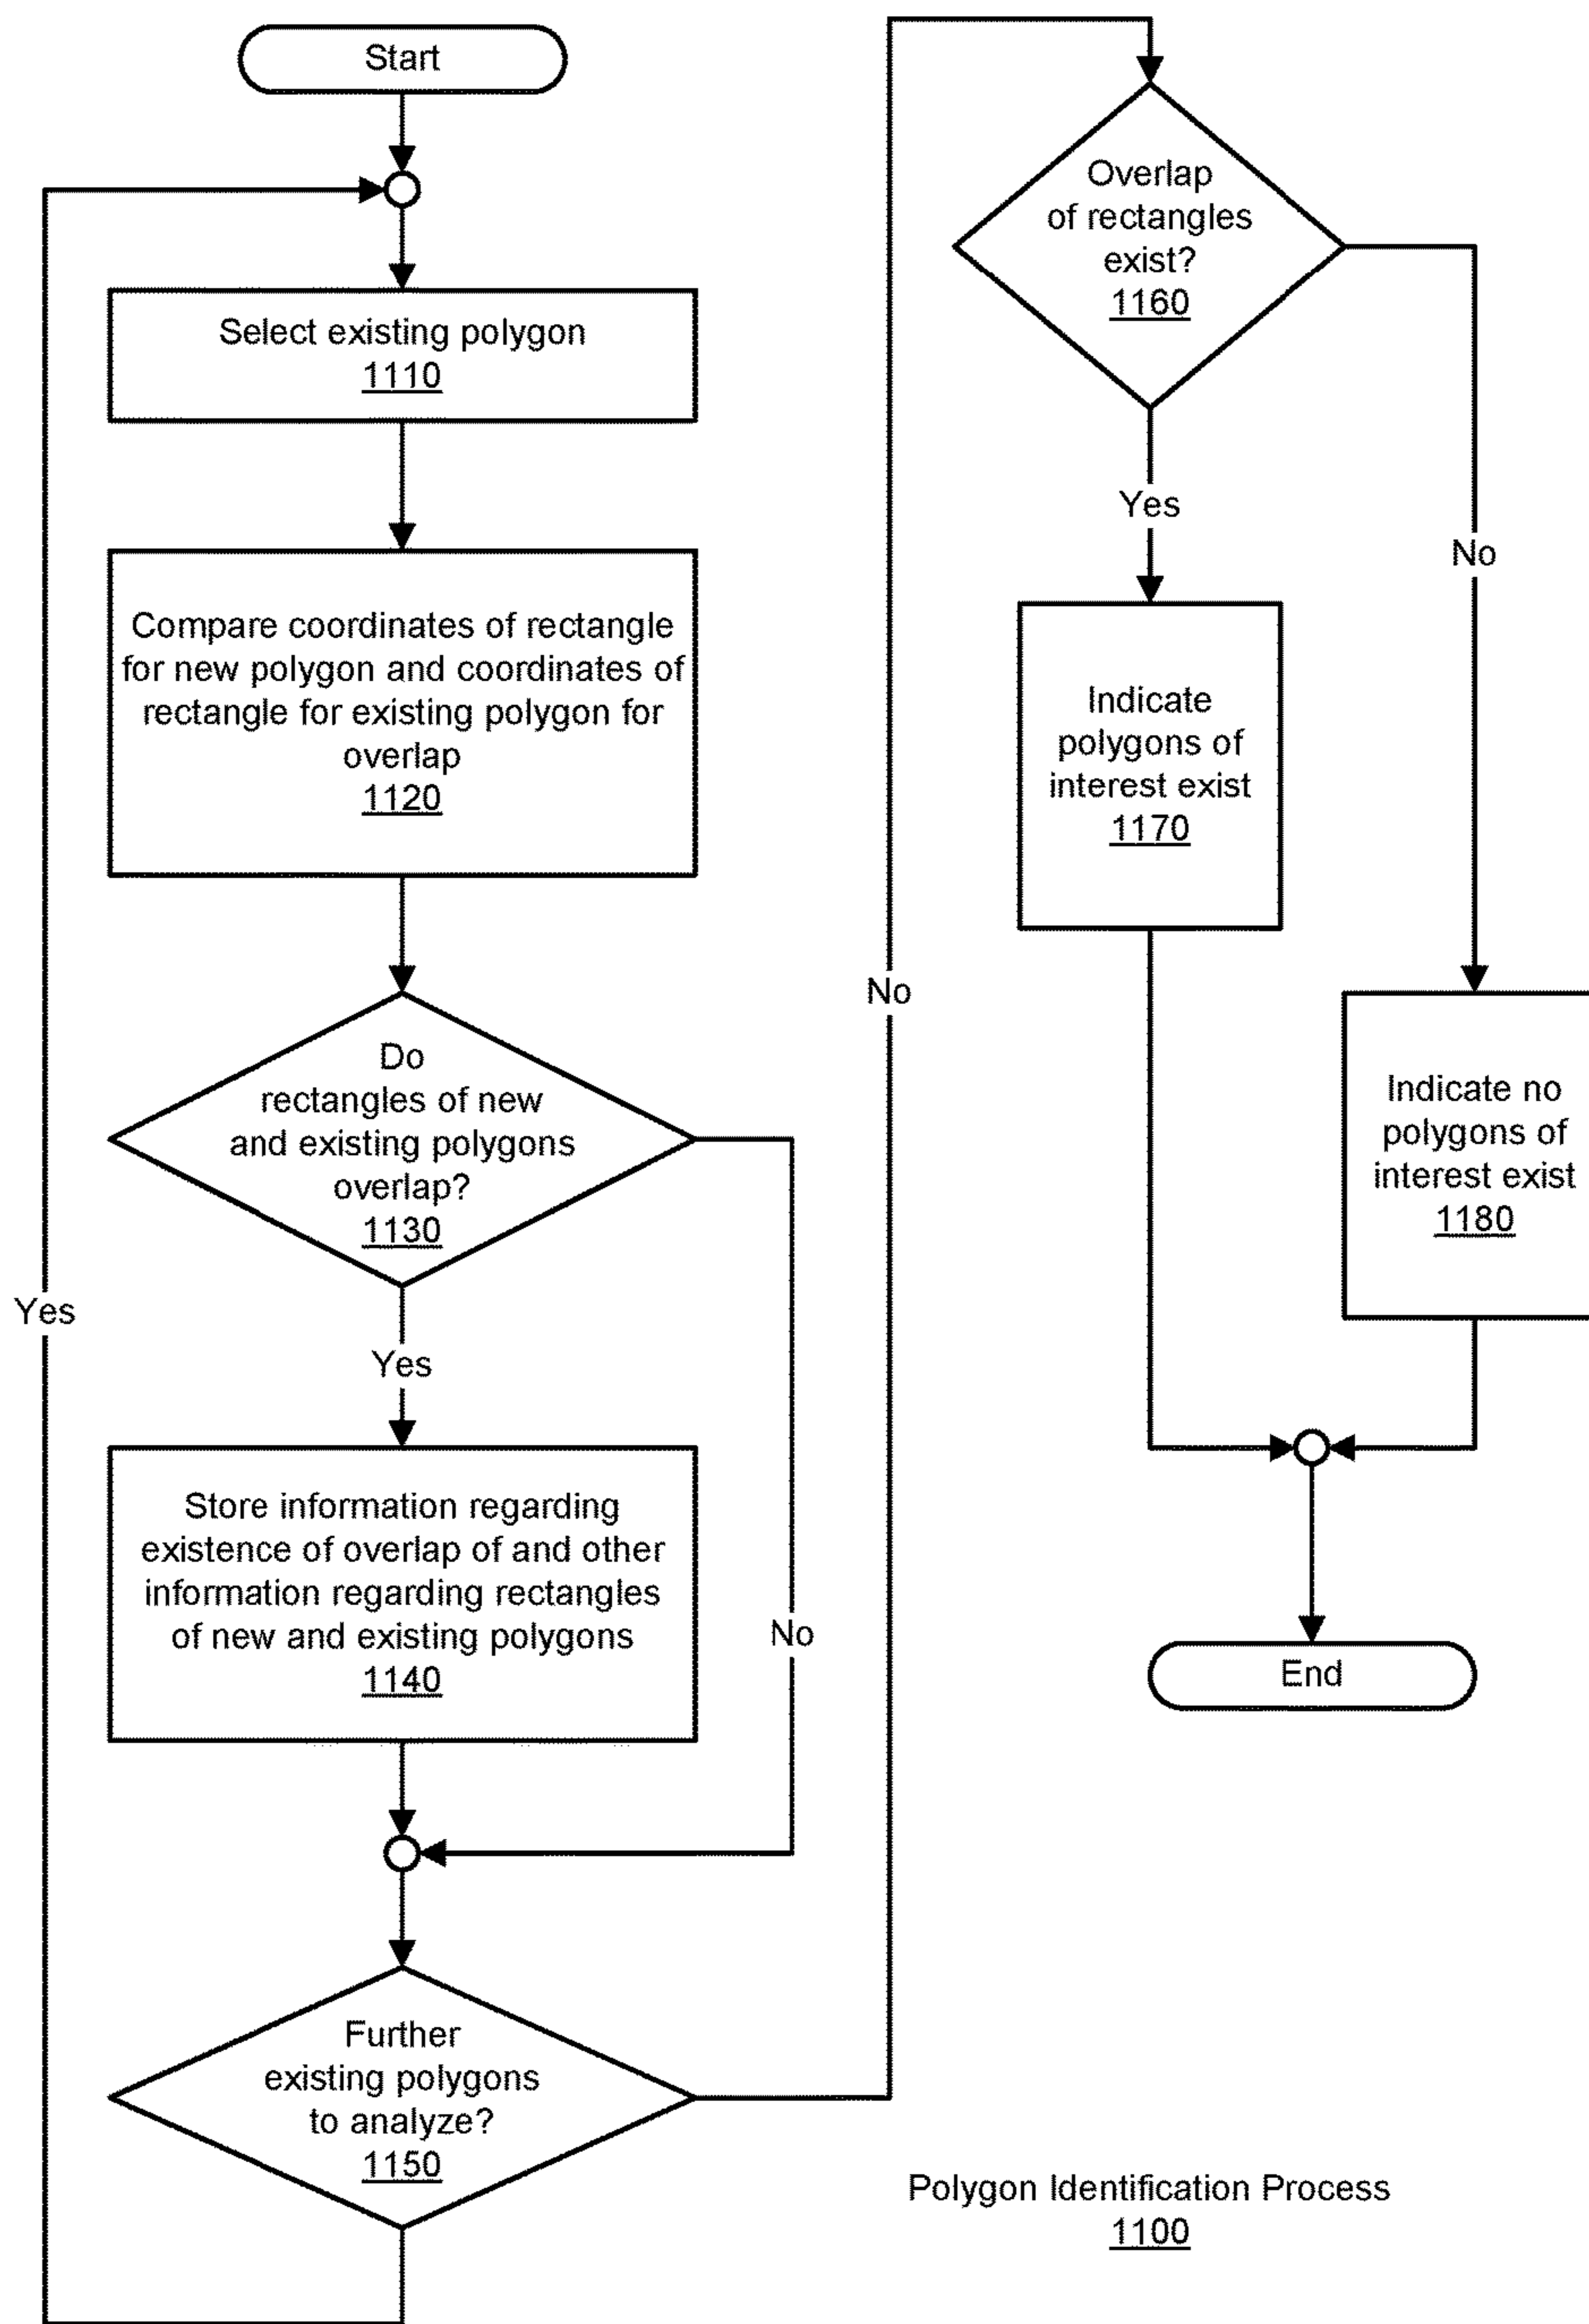 Start
Select existing polygon
1110
Compare coordinates of rectangle
for new polygon and coordinates of
rectangle for existing polygon for
overlap
1120
Do
rectangles of new
and existing polygons
overlap?
1130
Yes
No
Yes
Store information regarding
existence of overlap of and other
information regarding rectangles
of new and existing polygons
1140
Further
existing polygons
to analyze?
1150
No
Overlap
of rectangles
exist?
1160
Yes
No
Indicate
polygons of
interest exist
1170
Indicate no
polygons of
interest exist
1180
End
Polygon Identification Process
1100